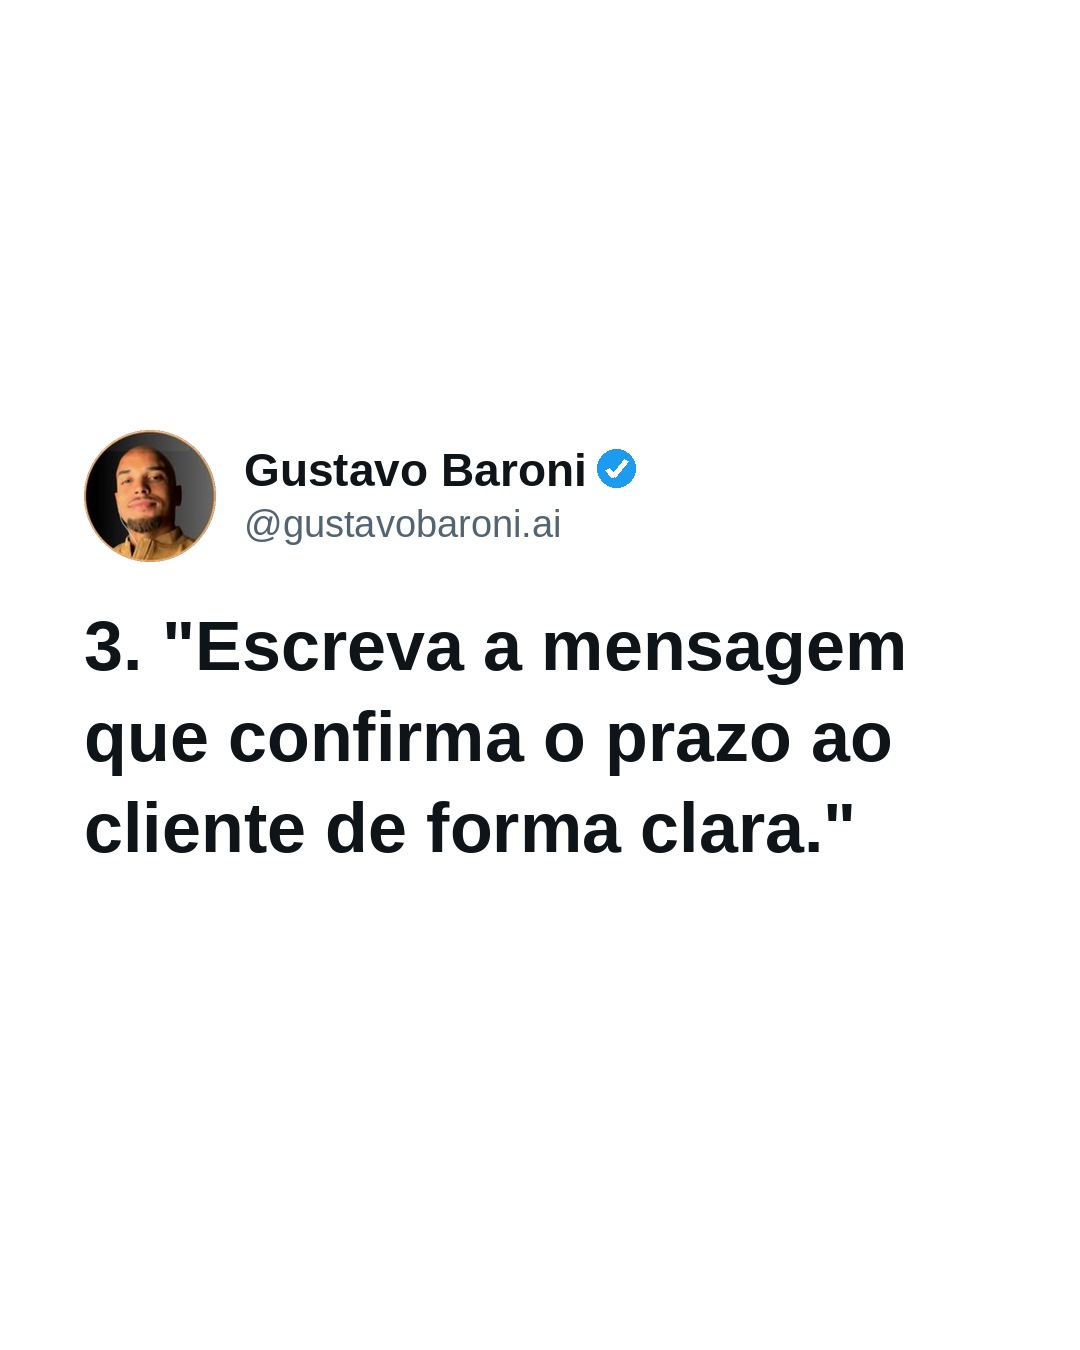 Gustavo Baroni
@gustavobaroni.ai
3. "Escreva a mensagem
que confirma o prazo ao
cliente de forma clara."